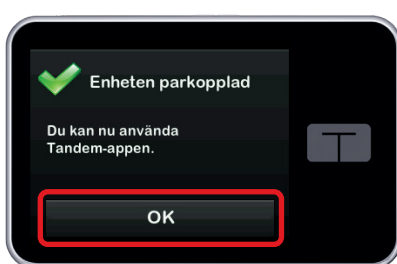 Enheten parkopplad
Du kan nu använda
Tandem-appen.
OK